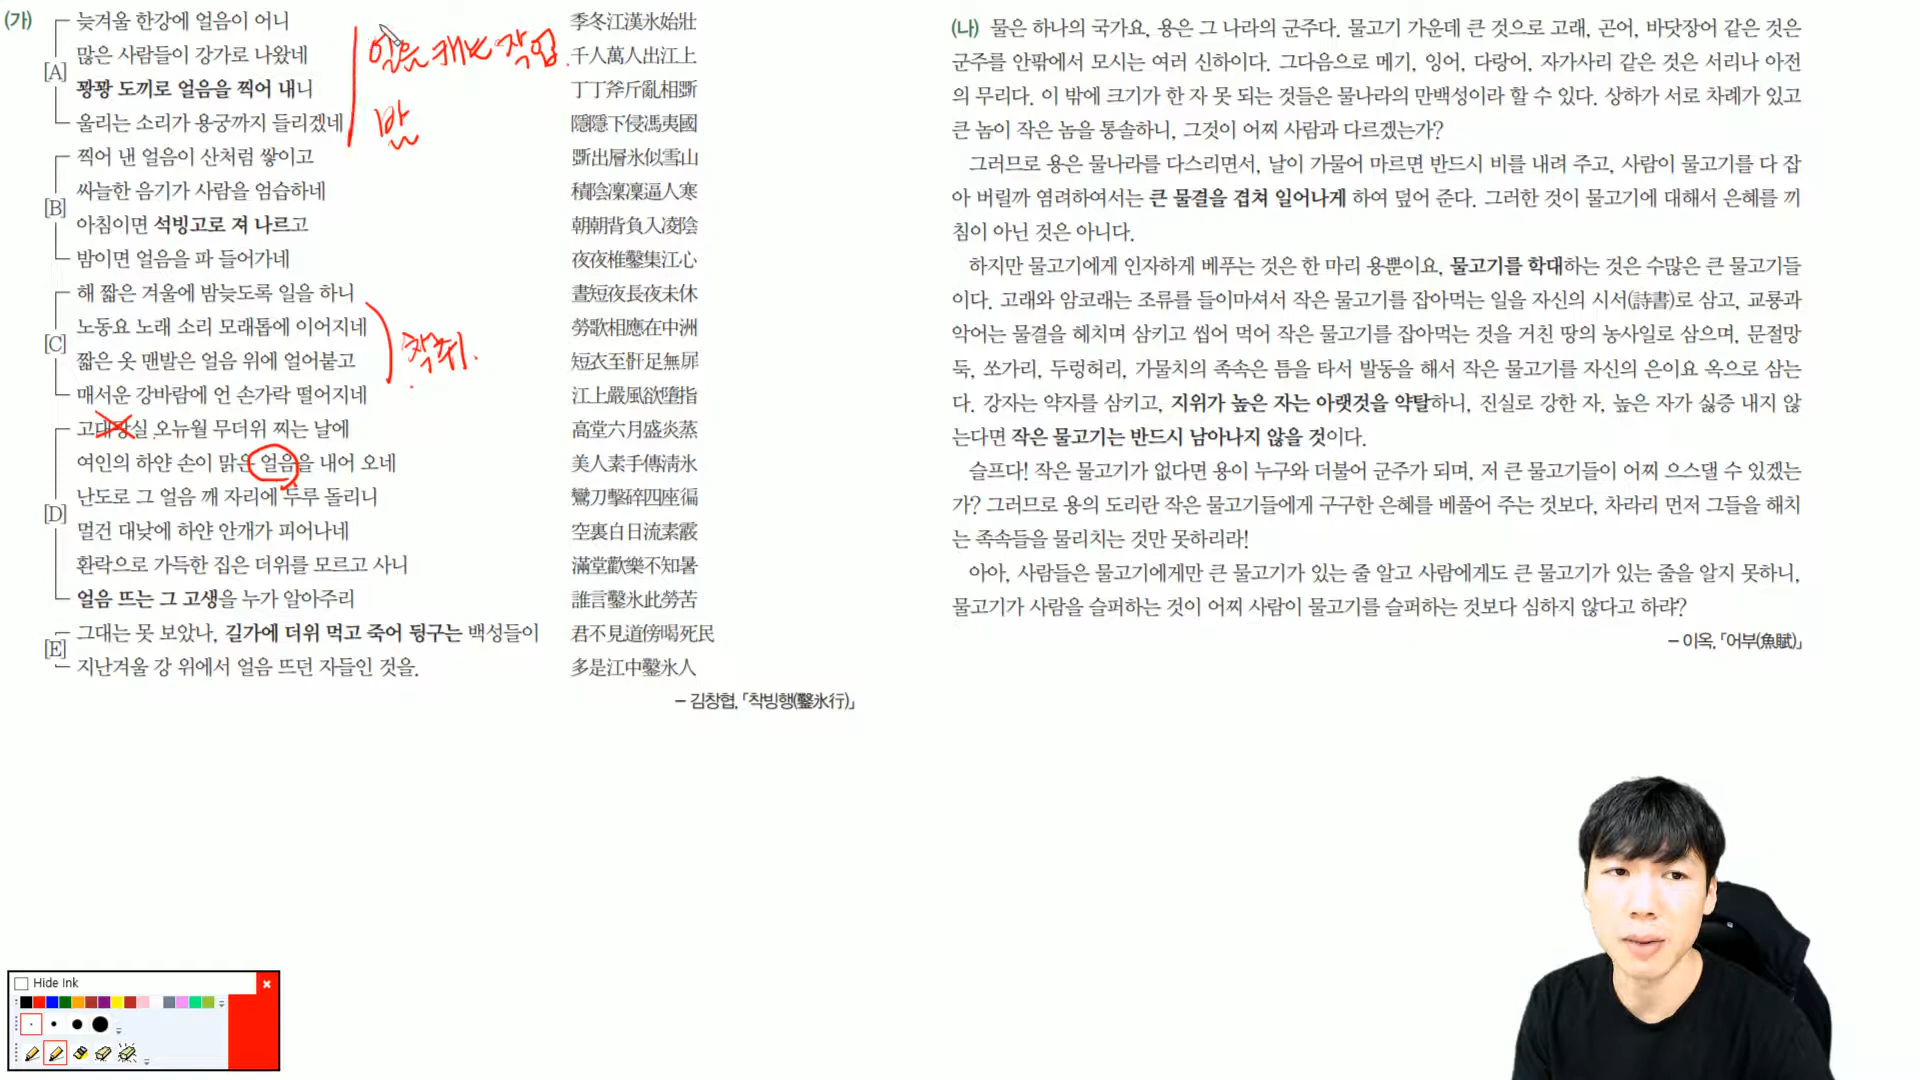 (가)
늦겨울 한강에 얼음이 어니 季冬江漢氷始壯
많은 사람들이 강가로 나왔네 千人萬人出江上
[A]
꽝꽝 도끼로 얼음을 찍어 내니 丁丁斧斤亂相斲
울리는 소리가 용궁까지 들리겠네 隱隱下侵馮夷國
얼음 캐는 작업.
밤
찍어 낸 얼음이 산처럼 쌓이고 斲出層氷似雪山
싸늘한 음기가 사람을 엄습하네 積陰凜凜逼人寒
[B]
아침이면 석빙고로 져 나르고 朝朝背負入凌陰
밤이면 얼음을 파 들어가네 夜夜椎鑿集江心
해 짧은 겨울에 밤늦도록 일을 하니 晝短夜長夜未休
노동요 노래 소리 모래톱에 이어지네 勞歌相應在中洲
[C]
짧은 옷 맨발은 얼음 위에 얼어붙고 短衣至骭足無屝
매서운 강바람에 언 손가락 떨어지네 江上嚴風欲墮指
착취.
고대광실 오뉴월 무더위 찌는 날에 高堂六月盛炎蒸
여인의 하얀 손이 맑은 얼음을 내어 오네 美人素手傳淸氷
난도로 그 얼음 깨 자리에 두루 돌리니 鸞刀擊碎四座徧
[D]
멀건 대낮에 하얀 안개가 피어나네 空裏白日流素霰
환락으로 가득한 집은 더위를 모르고 사니 滿堂歡樂不知暑
얼음 뜨는 그 고생을 누가 알아주리 誰言鑿氷此勞苦
[E]
그대는 못 보았나, 길가에 더위 먹고 죽어 뒹구는 백성들이 君不見道傍暍死民
지난겨울 강 위에서 얼음 뜨던 자들인 것을. 多是江中鑿氷人
– 김창협, 「착빙행(鑿氷行)」
(나) 물은 하나의 국가요, 용은 그 나라의 군주다. 물고기 가운데 큰 것으로 고래, 곤어, 바닷장어 같은 것은
군주를 안팎에서 모시는 여러 신하이다. 그다음으로 메기, 잉어, 다랑어, 자가사리 같은 것은 서리나 아전
의 무리다. 이 밖에 크기가 한 자 못 되는 것들은 물나라의 만백성이라 할 수 있다. 상하가 서로 차례가 있고
큰 놈이 작은 놈을 통솔하니, 그것이 어찌 사람과 다르겠는가?
그러므로 용은 물나라를 다스리면서, 날이 가물어 마르면 반드시 비를 내려 주고, 사람이 물고기를 다 잡
아 버릴까 염려하여서는 큰 물결을 겹쳐 일어나게 하여 덮어 준다. 그러한 것이 물고기에 대해서 은혜를 끼
침이 아닌 것은 아니다.
하지만 물고기에게 인자하게 베푸는 것은 한 마리 용뿐이요, 물고기를 학대하는 것은 수많은 큰 물고기들
이다. 고래와 암코래는 조류를 들이마셔서 작은 물고기를 잡아먹는 일을 자신의 시서(詩書)로 삼고, 교룡과
악어는 물결을 헤치며 삼키고 씹어 먹어 작은 물고기를 잡아먹는 것을 거친 땅의 농사일로 삼으며, 문절망
둑, 쏘가리, 두렁허리, 가물치의 족속은 틈을 타서 발동을 해서 작은 물고기를 자신의 은이요 옥으로 삼는
다. 강자는 약자를 삼키고, 지위가 높은 자는 아랫것을 약탈하니, 진실로 강한 자, 높은 자가 싫증 내지 않
는다면 작은 물고기는 반드시 남아나지 않을 것이다.
슬프다! 작은 물고기가 없다면 용이 누구와 더불어 군주가 되며, 저 큰 물고기들이 어찌 으스댈 수 있겠는
가? 그러므로 용의 도리란 작은 물고기들에게 구구한 은혜를 베풀어 주는 것보다, 차라리 먼저 그들을 해치
는 족속들을 물리치는 것만 못하리라!
아아, 사람들은 물고기에게만 큰 물고기가 있는 줄 알고 사람에게도 큰 물고기가 있는 줄을 알지 못하니,
물고기가 사람을 슬퍼하는 것이 어찌 사람이 물고기를 슬퍼하는 것보다 심하지 않다고 하랴?
– 이옥, 「어부(魚賦)」
Hide Ink